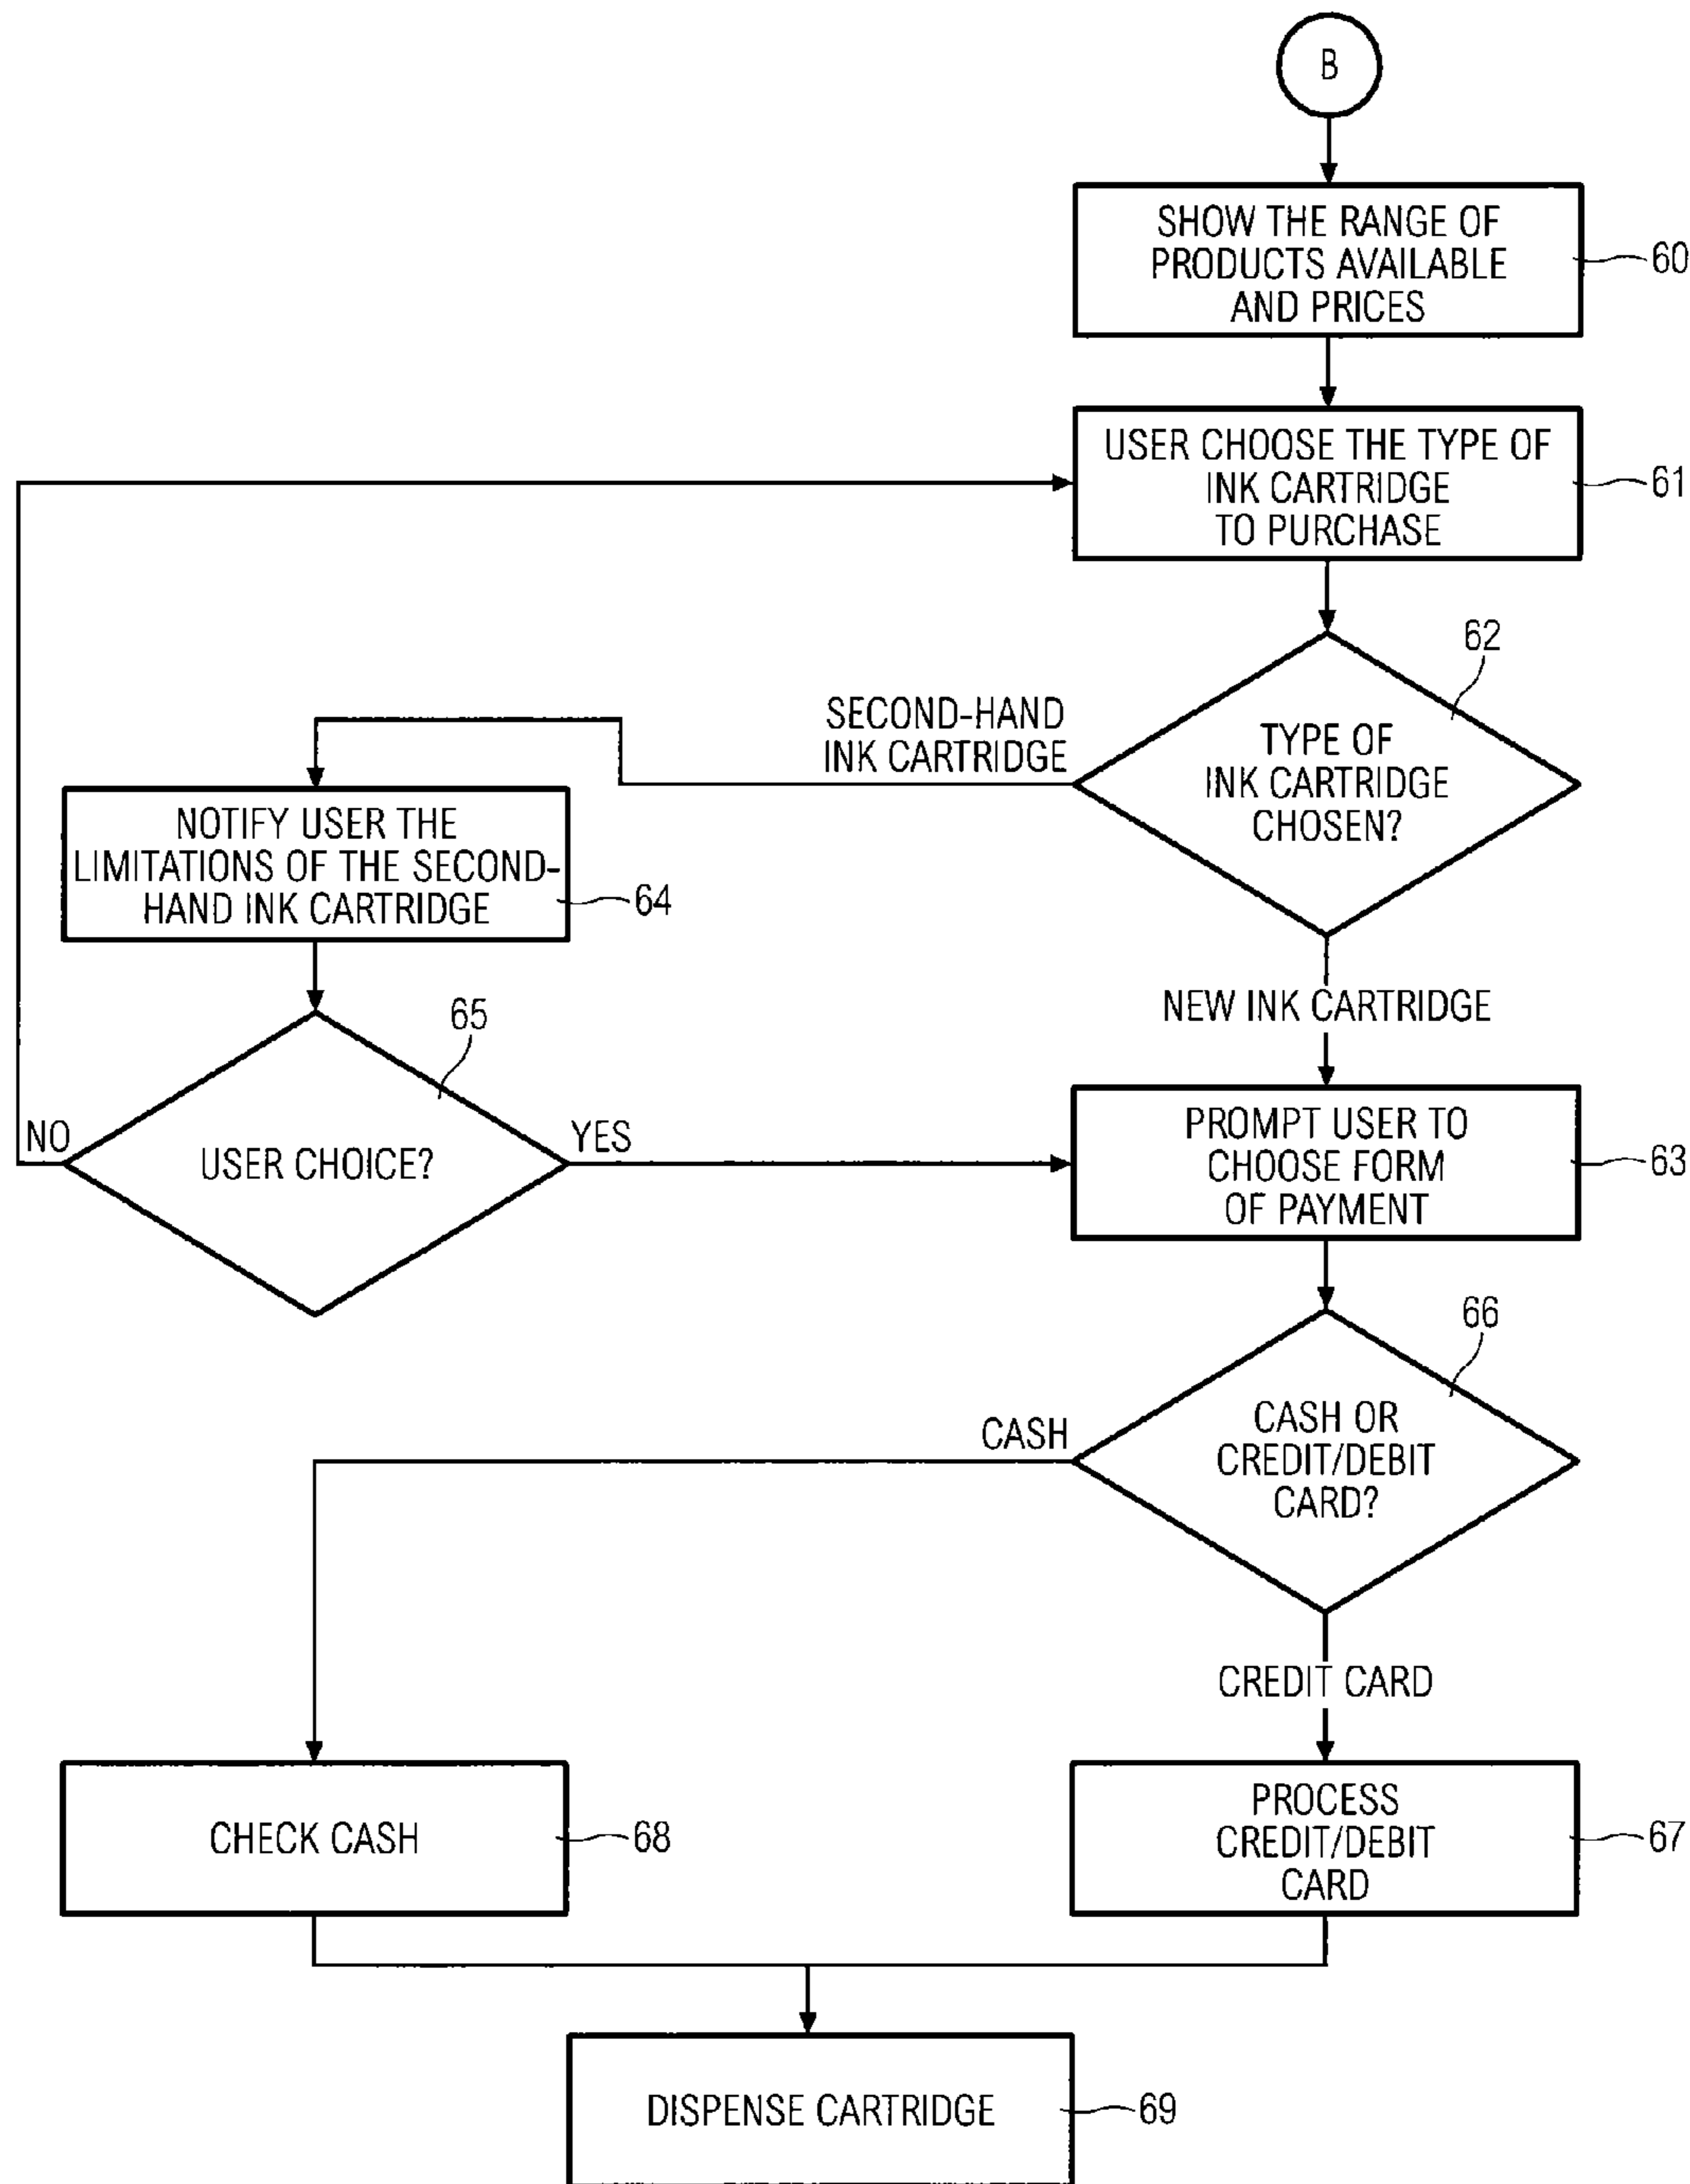 B
SHOW THE RANGE OF
PRODUCTS AVAILABLE
AND PRICES
60
USER CHOOSE THE TYPE OF
INK CARTRIDGE
TO PURCHASE
61
62
TYPE OF
INK CARTRIDGE
CHOSEN?
SECOND-HAND
INK CARTRIDGE
NOTIFY USER THE
LIMITATIONS OF THE SECOND-
HAND INK CARTRIDGE
64
NEW INK CARTRIDGE
65
USER CHOICE?
NO
YES
PROMPT USER TO
CHOOSE FORM
OF PAYMENT
63
66
CASH OR
CREDIT/DEBIT
CARD?
CASH
CREDIT CARD
CHECK CASH
68
PROCESS
CREDIT/DEBIT
CARD
67
DISPENSE CARTRIDGE
69